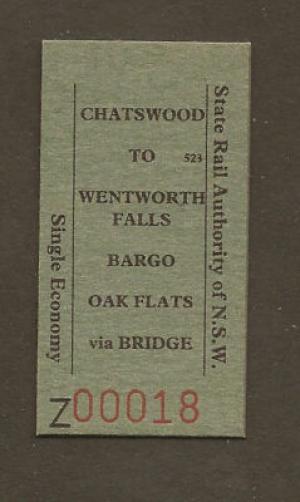 CHATSWOOD
TO 523
WENTWORTH
FALLS
BARGO
OAK FLATS
via BRIDGE
Single Economy
State Rail Authority of N.S.W.
Z00018